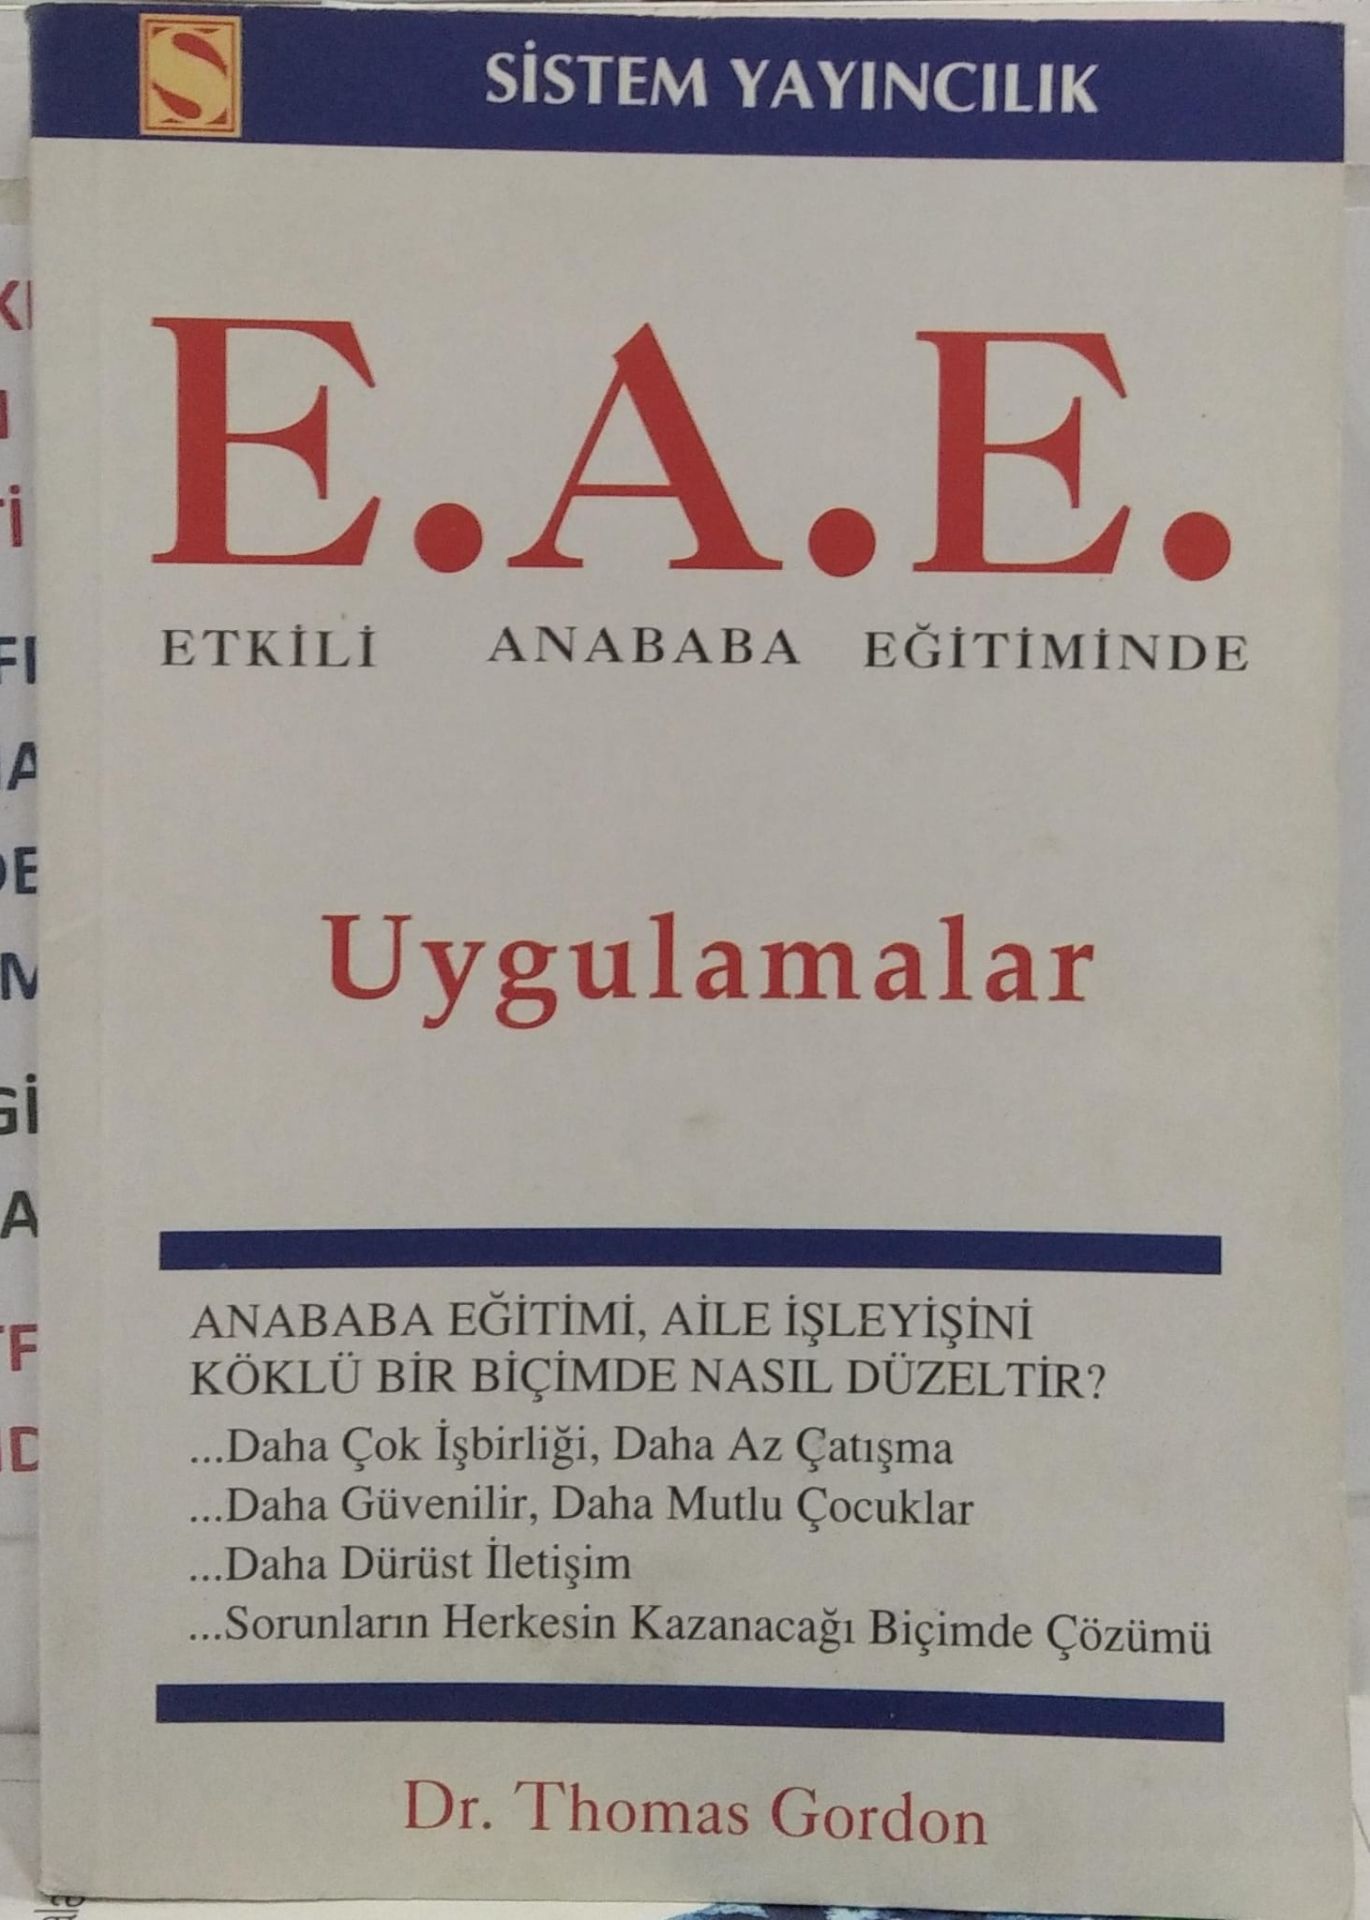 SİSTEM YAYINCILIK
E.A.E.
ETKİLİ ANABABA EĞİTİMİNDE
Uygulamalar
ANABABA EĞİTİMİ, AİLE İŞLEYİŞİNİ
KÖKLÜ BİR BİÇİMDE NASIL DÜZELTİR?
...Daha Çok İşbirliği, Daha Az Çatışma
...Daha Güvenilir, Daha Mutlu Çocuklar
...Daha Dürüst İletişim
...Sorunların Herkesin Kazanacağı Biçimde Çözümü
Dr. Thomas Gordon